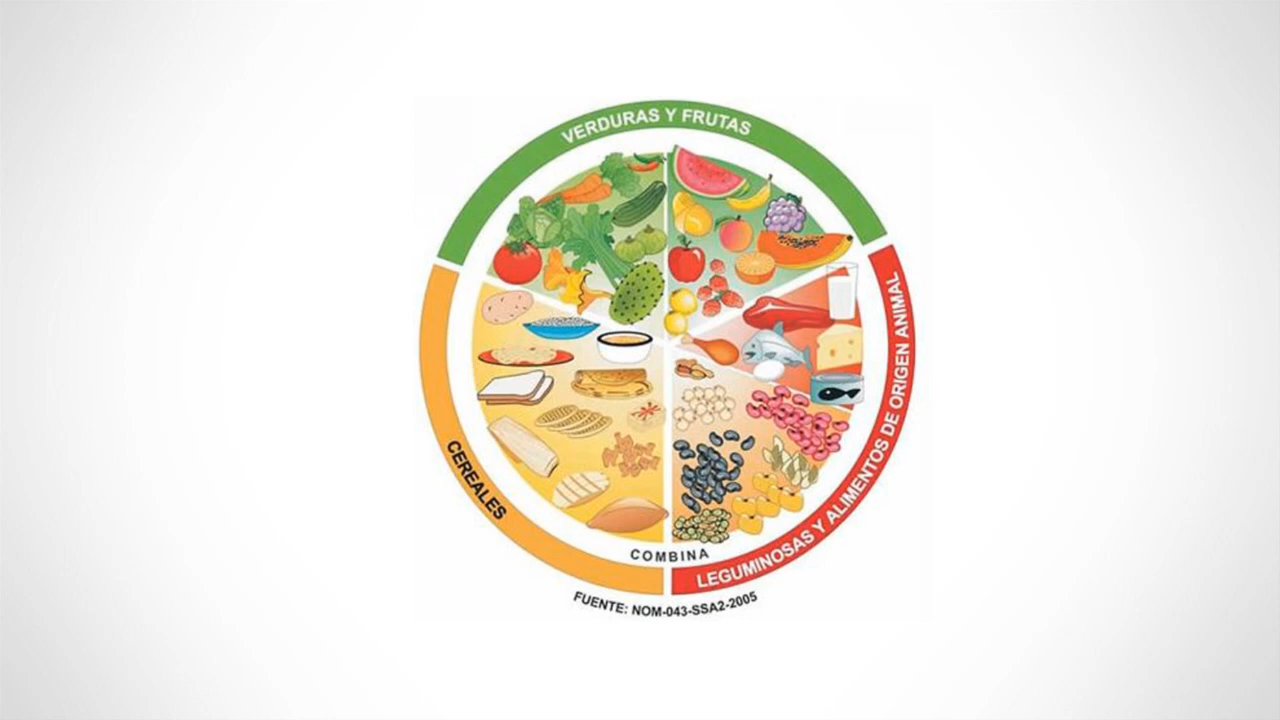 VERDURAS Y FRUTAS
CEREALES
LEGUMINOSAS Y ALIMENTOS DE ORIGEN ANIMAL
COMBINA
FUENTE: NOM-043-SSA2-2005